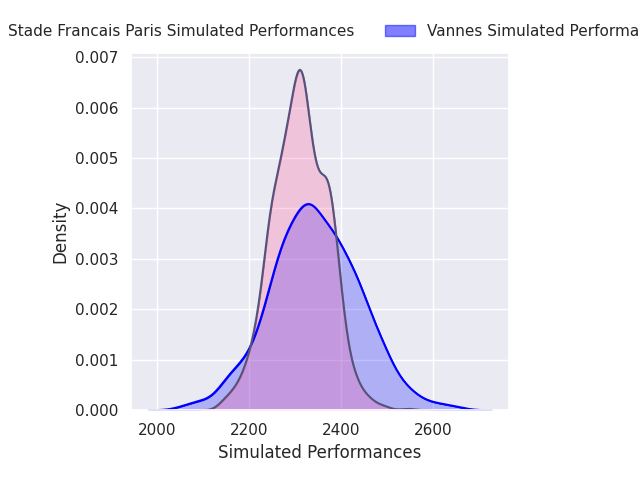 Stade Francais Paris Simulated Performances
Vannes Simulated Performa
0.007
0.006
0.005
0.004
0.003
0.002
0.001
0.000
Density
2000 2200 2400 2600
Simulated Performances